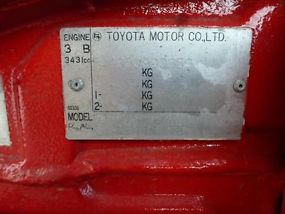 ENGINE TOYOTA MOTOR CO.,LTD.
3 B
3431cc
KG
KG
1- KG
2- KG
MODEL